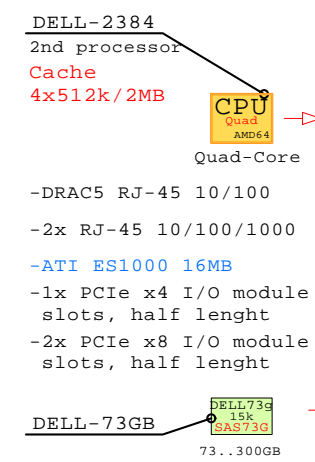 DELL-2384
2nd processor
Cache
4x512k/2MB
CPU
Quad
AMD64
Quad-Core
-DRAC5 RJ-45 10/100
-2x RJ-45 10/100/1000
-ATI ES1000 16MB
-1x PCIe x4 I/O module
slots, half lenght
-2x PCIe x8 I/O module
slots, half lenght
DELL73g
15k
SAS73G
DELL-73GB
73..300GB